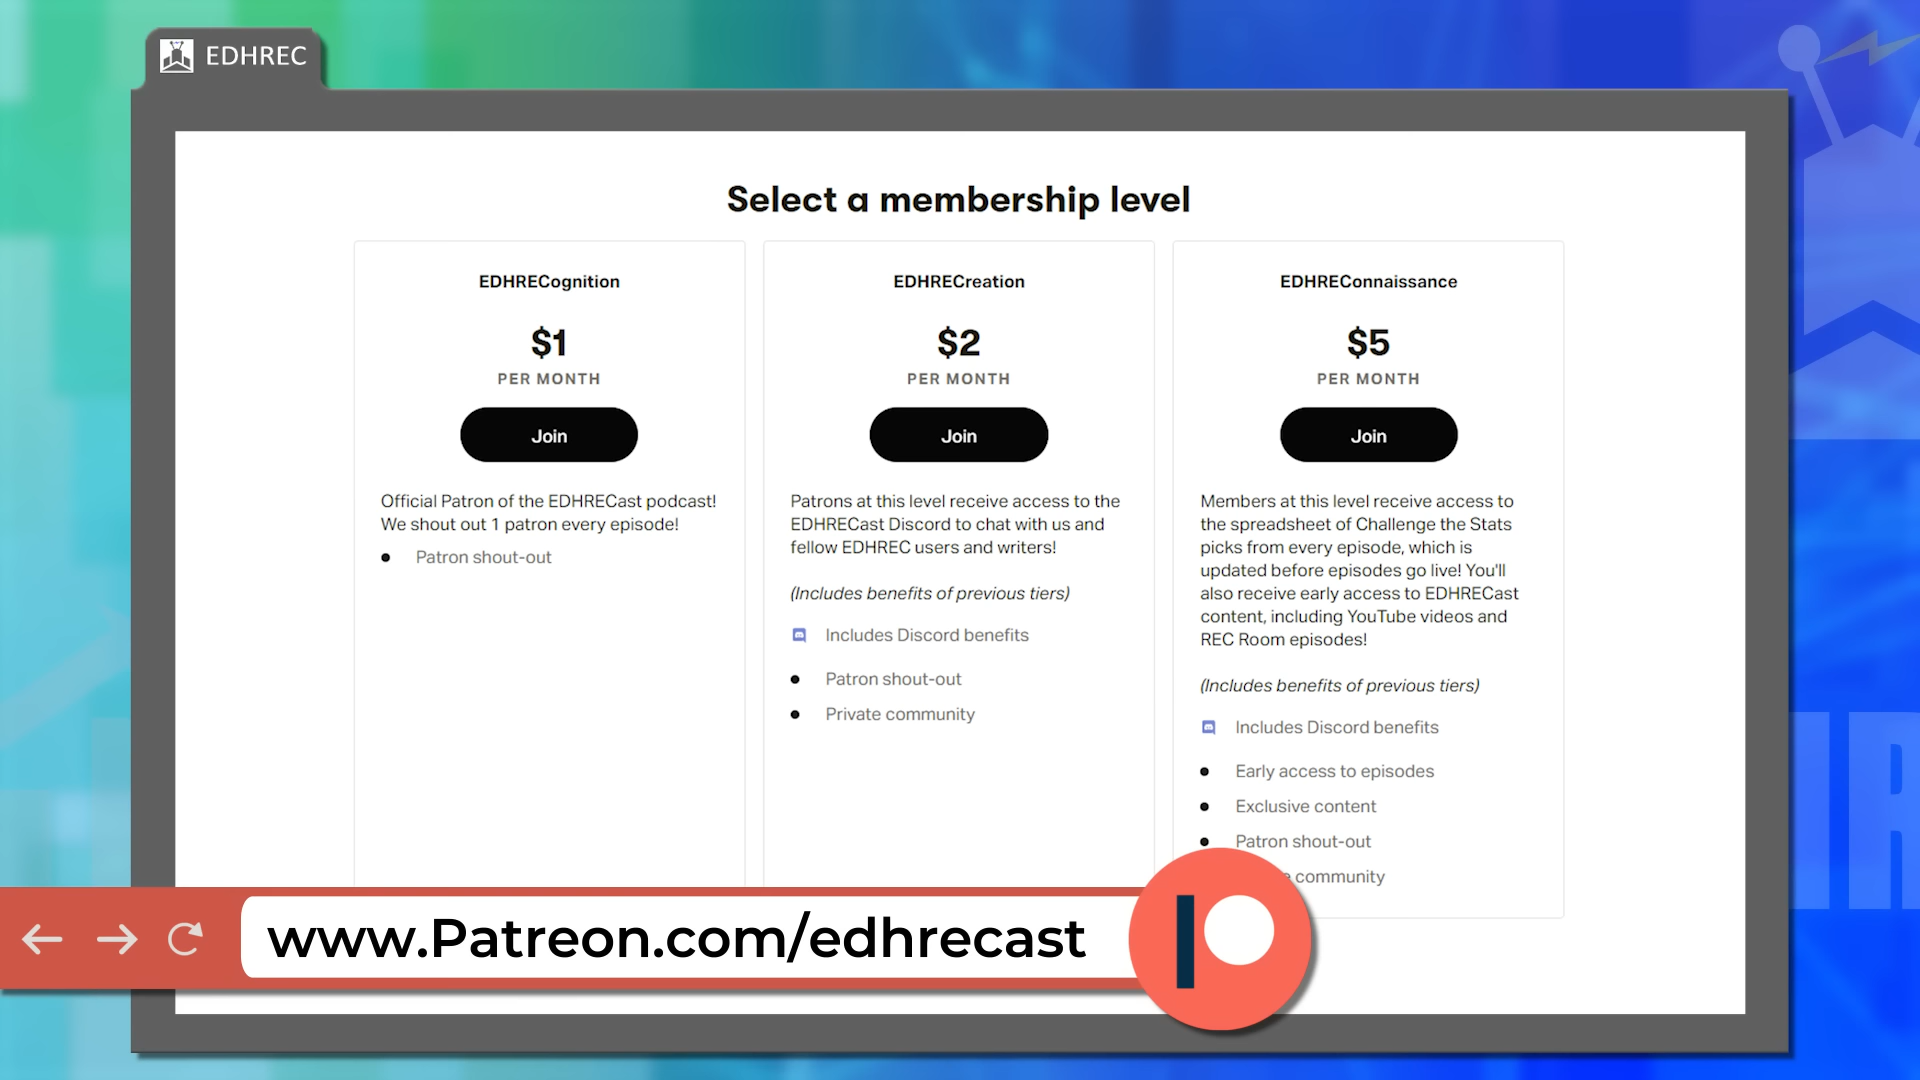 EDHREC
Select a membership level
EDHRECognition
$1
PER MONTH
Join
Official Patron of the EDHRECast podcast!
We shout out 1 patron every episode!
• Patron shout-out
EDHRECreation
$2
PER MONTH
Join
Patrons at this level receive access to the
EDHRECast Discord to chat with us and
fellow EDHREC users and writers!
(Includes benefits of previous tiers)
Includes Discord benefits
• Patron shout-out
• Private community
EDHREConnaissance
$5
PER MONTH
Join
Members at this level receive access to
the spreadsheet of Challenge the Stats
picks from every episode, which is
updated before episodes go live! You'll
also receive early access to EDHRECast
content, including YouTube videos and
REC Room episodes!
(Includes benefits of previous tiers)
Includes Discord benefits
• Early access to episodes
• Exclusive content
• Patron shout-out
community
www.Patreon.com/edhrecast